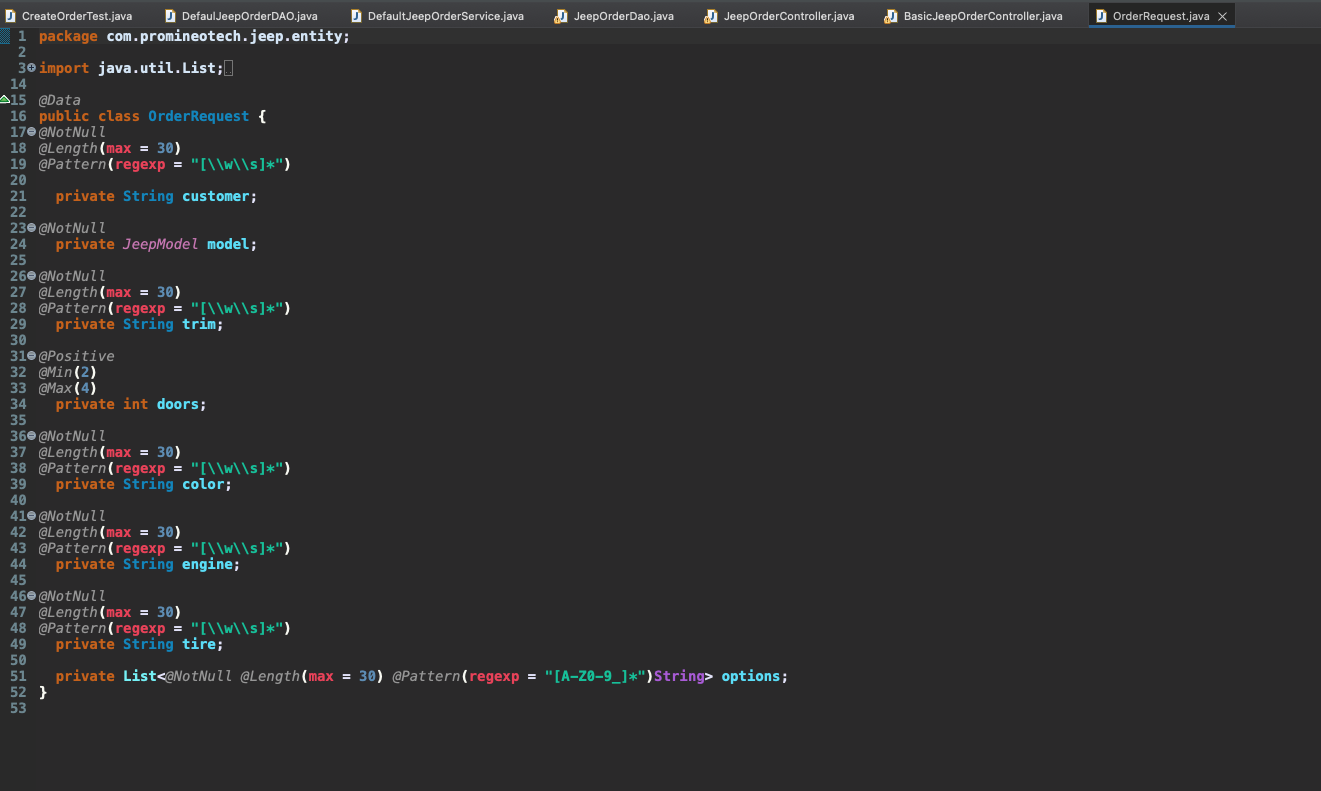 CreateOrderTest.java DefaulJeepOrderDAO.java DefaultJeepOrderService.java JeepOrderDao.java JeepOrderController.java BasicJeepOrderController.java OrderRequest.java
1 package com.promineotech.jeep.entity;
2
3 import java.util.List;
14
15 @Data
16 public class OrderRequest {
17 @NotNull
18 @Length(max = 30)
19 @Pattern(regexp = "[\\w\\s]*")
20
21 private String customer;
22
23 @NotNull
24 private JeepModel model;
25
26 @NotNull
27 @Length(max = 30)
28 @Pattern(regexp = "[\\w\\s]*")
29 private String trim;
30
31 @Positive
32 @Min(2)
33 @Max(4)
34 private int doors;
35
36 @NotNull
37 @Length(max = 30)
38 @Pattern(regexp = "[\\w\\s]*")
39 private String color;
40
41 @NotNull
42 @Length(max = 30)
43 @Pattern(regexp = "[\\w\\s]*")
44 private String engine;
45
46 @NotNull
47 @Length(max = 30)
48 @Pattern(regexp = "[\\w\\s]*")
49 private String tire;
50
51 private List<@NotNull @Length(max = 30) @Pattern(regexp = "[A-Z0-9_]*")String> options;
52 }
53